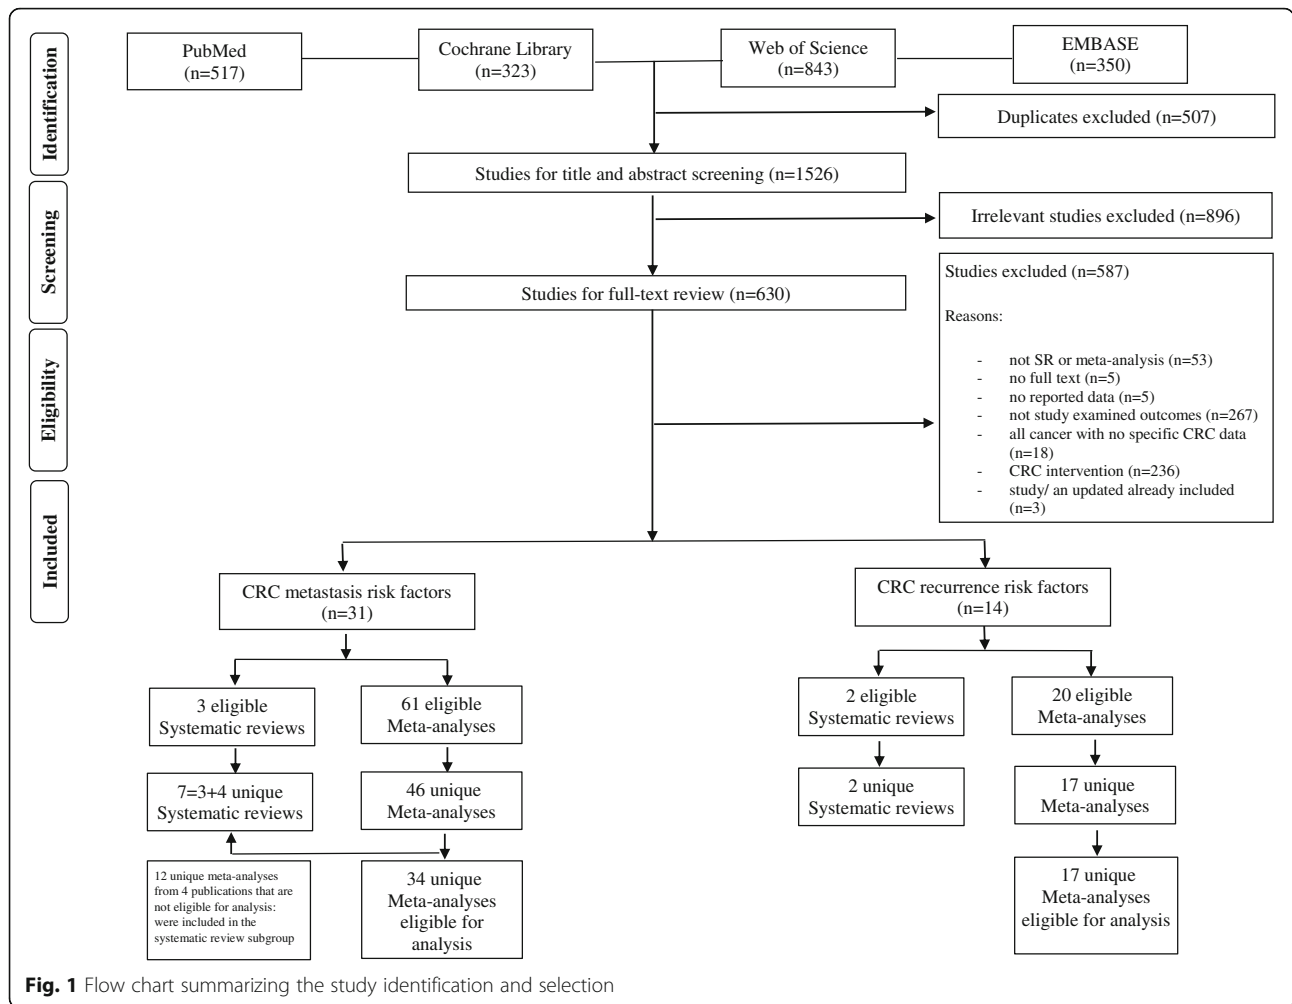 PubMed
(n=517)
Cochrane Library
(n=323)
Web of Science
(n=843)
EMBASE
(n=350)
Identification
Duplicates excluded (n=507)
Studies for title and abstract screening (n=1526)
Screening
Irrelevant studies excluded (n=896)
Studies for full-text review (n=630)
Eligibility
Studies excluded (n=587)
Reasons:
- not SR or meta-analysis (n=53)
- no full text (n=5)
- no reported data (n=5)
- not study examined outcomes (n=267)
- all cancer with no specific CRC data
(n=18)
- CRC intervention (n=236)
- study/ an updated already included
(n=3)
Included
CRC metastasis risk factors
(n=31)
CRC recurrence risk factors
(n=14)
3 eligible
Systematic reviews
61 eligible
Meta-analyses
2 eligible
Systematic reviews
20 eligible
Meta-analyses
7=3+4 unique
Systematic reviews
46 unique
Meta-analyses
2 unique
Systematic reviews
17 unique
Meta-analyses
12 unique meta-analyses
from 4 publications that are
not eligible for analysis:
were included in the
systematic review subgroup
34 unique
Meta-analyses
eligible for
analysis
17 unique
Meta-analyses
eligible for analysis
Fig. 1 Flow chart summarizing the study identification and selection